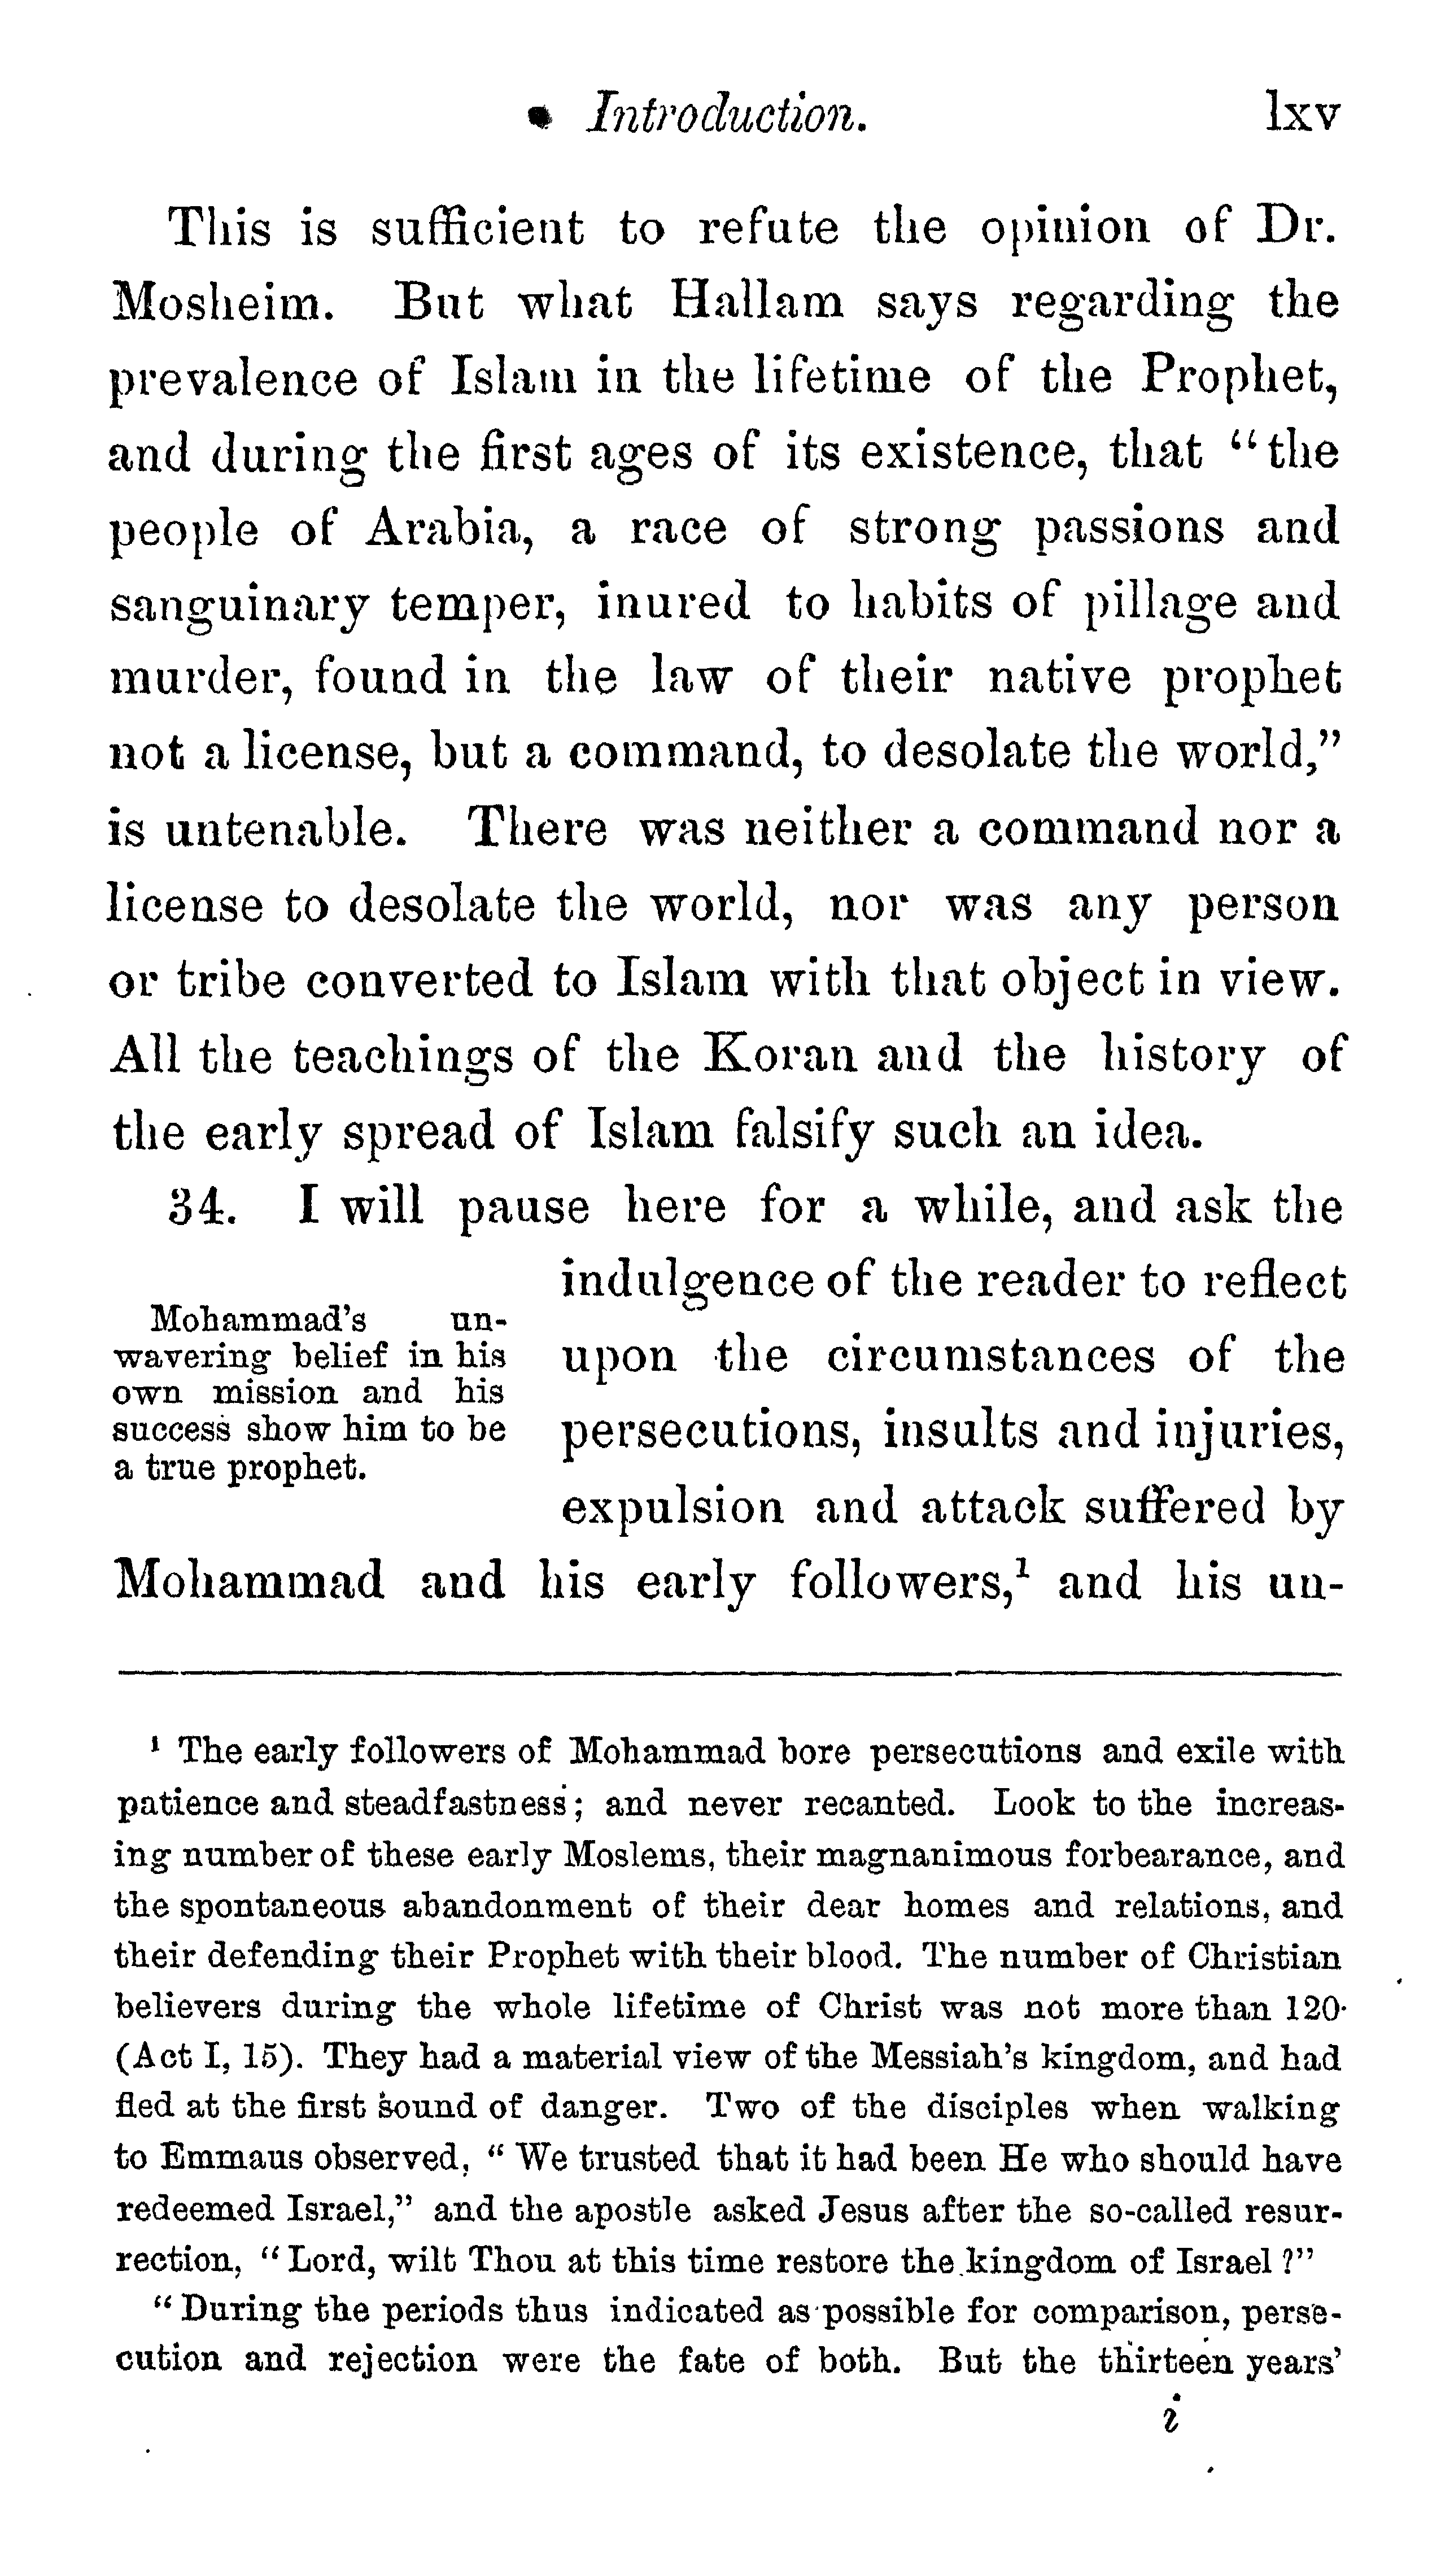 Introduction. lxv
This is sufficient to refute the opinion of Dr.
Mosheim. But what Hallam says regarding the
prevalence of Islam in the lifetime of the Prophet,
and during the first ages of its existence, that “the
people of Arabia, a race of strong passions and
sanguinary temper, inured to habits of pillage and
murder, found in the law of their native prophet
not a license, but a command, to desolate the world,”
is untenable. There was neither a command nor a
license to desolate the world, nor was any person
or tribe converted to Islam with that object in view.
All the teachings of the Koran and the history of
the early spread of Islam falsify such an idea.
34. I will pause here for a while, and ask the
Mohammad's un-
wavering belief in his
own mission and his
success show him to be
a true prophet.
indulgence of the reader to reflect
upon the circumstances of the
persecutions, insults and injuries,
expulsion and attack suffered by
Mohammad and his early followers,¹ and his un-
¹ The early followers of Mohammad bore persecutions and exile with
patience and steadfastness; and never recanted. Look to the increas-
ing number of these early Moslems, their magnanimous forbearance, and
the spontaneous abandonment of their dear homes and relations, and
their defending their Prophet with their blood. The number of Christian
believers during the whole lifetime of Christ was not more than 120
(Act I, 15). They had a material view of the Messiah's kingdom, and had
fled at the first sound of danger. Two of the disciples when walking
to Emmaus observed, “We trusted that it had been He who should have
redeemed Israel,” and the apostle asked Jesus after the so-called resur-
rection, “Lord, wilt Thou at this time restore the kingdom of Israel?”
“During the periods thus indicated as possible for comparison, perse-
cution and rejection were the fate of both. But the thirteen years'
i